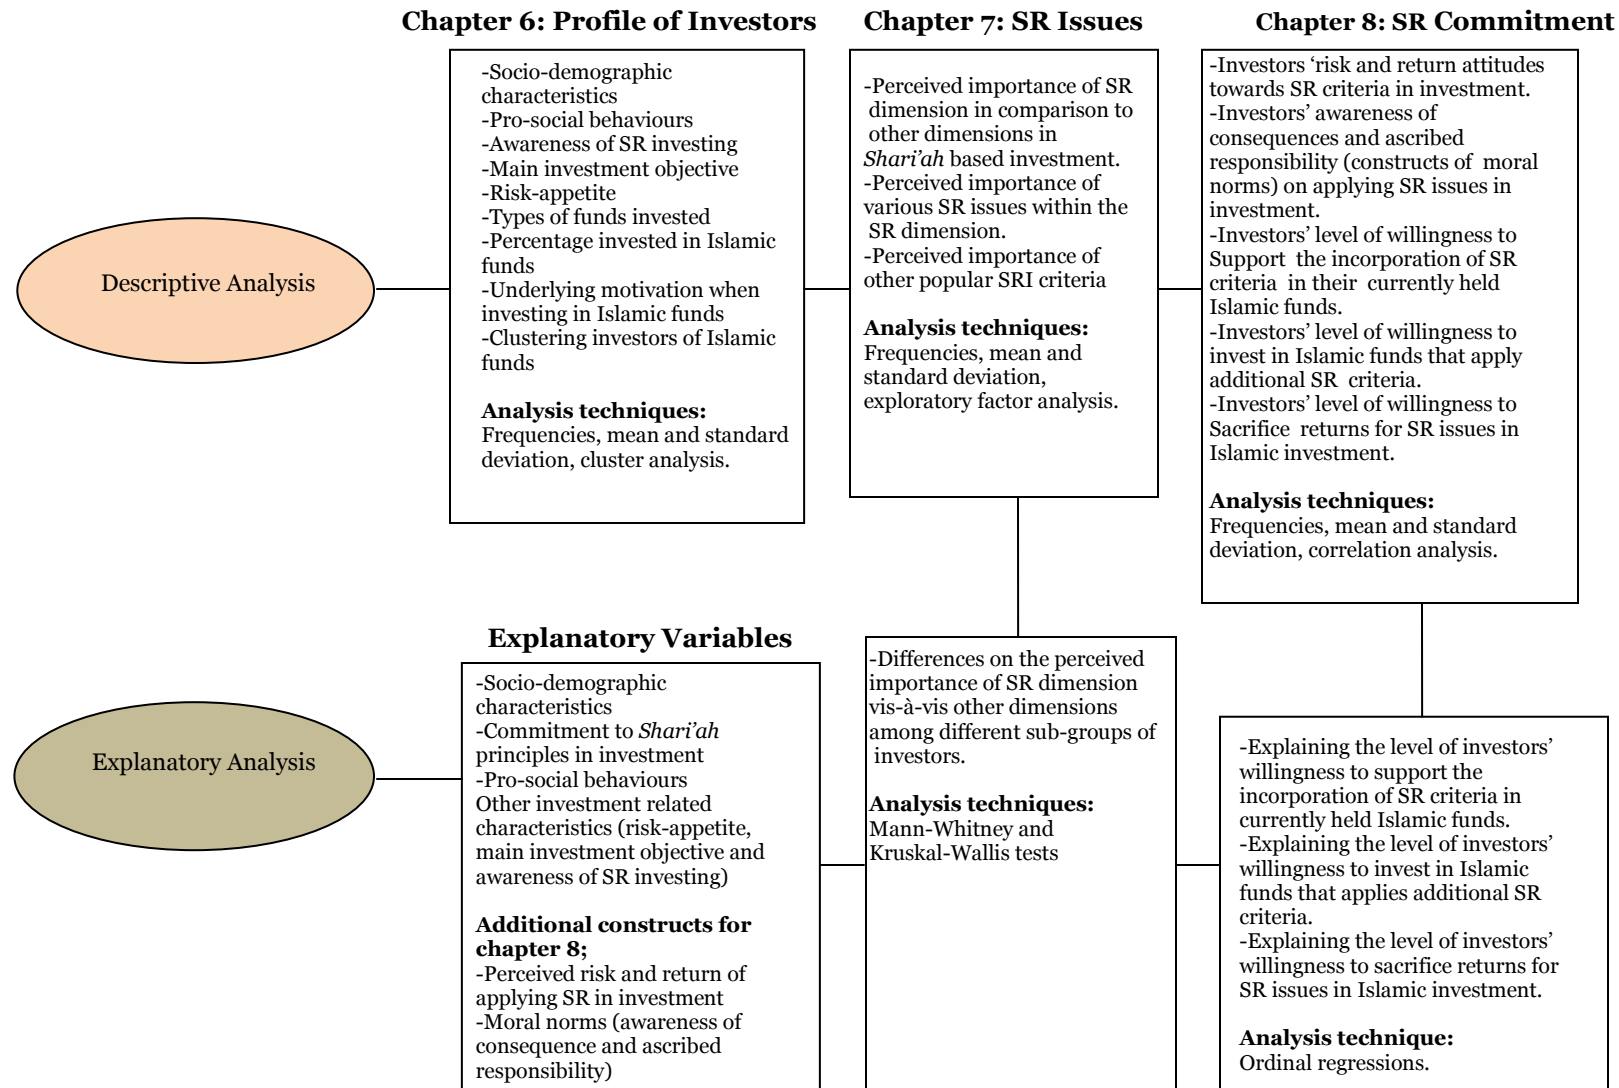 Chapter 6: Profile of Investors
Chapter 7: SR Issues
Chapter 8: SR Commitment
Descriptive Analysis
-Socio-demographic
characteristics
-Pro-social behaviours
-Awareness of SR investing
-Main investment objective
-Risk-appetite
-Types of funds invested
-Percentage invested in Islamic
funds
-Underlying motivation when
investing in Islamic funds
-Clustering investors of Islamic
funds
Analysis techniques:
Frequencies, mean and standard
deviation, cluster analysis.
-Perceived importance of SR
dimension in comparison to
other dimensions in
Shari’ah based investment.
-Perceived importance of
various SR issues within the
SR dimension.
-Perceived importance of
other popular SRI criteria
Analysis techniques:
Frequencies, mean and
standard deviation,
exploratory factor analysis.
-Investors ‘risk and return attitudes
towards SR criteria in investment.
-Investors’ awareness of
consequences and ascribed
responsibility (constructs of moral
norms) on applying SR issues in
investment.
-Investors’ level of willingness to
Support the incorporation of SR
criteria in their currently held
Islamic funds.
-Investors’ level of willingness to
invest in Islamic funds that apply
additional SR criteria.
-Investors’ level of willingness to
Sacrifice returns for SR issues in
Islamic investment.
Analysis techniques:
Frequencies, mean and standard
deviation, correlation analysis.
Explanatory Analysis
Explanatory Variables
-Socio-demographic
characteristics
-Commitment to Shari’ah
principles in investment
-Pro-social behaviours
Other investment related
characteristics (risk-appetite,
main investment objective and
awareness of SR investing)
Additional constructs for
chapter 8;
-Perceived risk and return of
applying SR in investment
-Moral norms (awareness of
consequence and ascribed
responsibility)
-Differences on the perceived
importance of SR dimension
vis-à-vis other dimensions
among different sub-groups of
investors.
Analysis techniques:
Mann-Whitney and
Kruskal-Wallis tests
-Explaining the level of investors’
willingness to support the
incorporation of SR criteria in
currently held Islamic funds.
-Explaining the level of investors’
willingness to invest in Islamic
funds that applies additional SR
criteria.
-Explaining the level of investors’
willingness to sacrifice returns for
SR issues in Islamic investment.
Analysis technique:
Ordinal regressions.